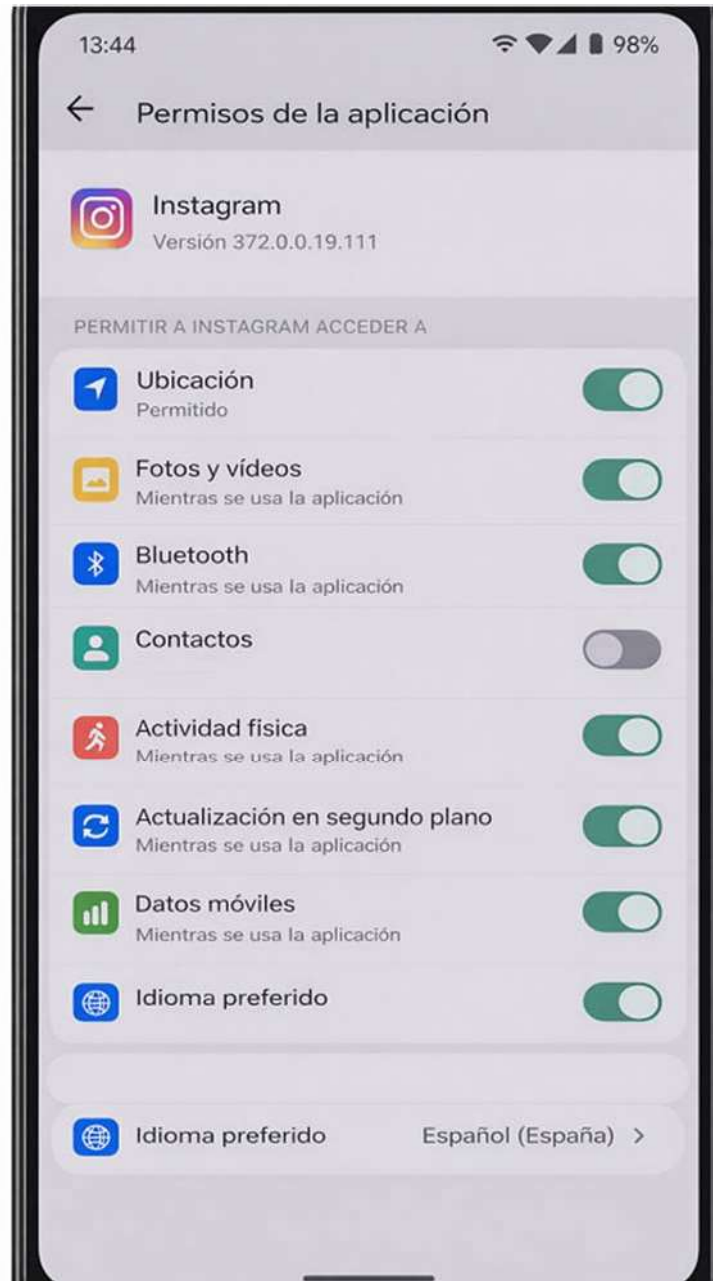 13:44 98%
Permisos de la aplicación
Instagram
Versión 372.0.0.19.111
PERMITIR A INSTAGRAM ACCEDER A
Ubicación
Permitido
Fotos y vídeos
Mientras se usa la aplicación
Bluetooth
Mientras se usa la aplicación
Contactos
Actividad fisica
Mientras se usa la aplicación
Actualización en segundo plano
Mientras se usa la aplicación
Datos móviles
Mientras se usa la aplicación
Idioma preferido
Idioma preferido Español (España)